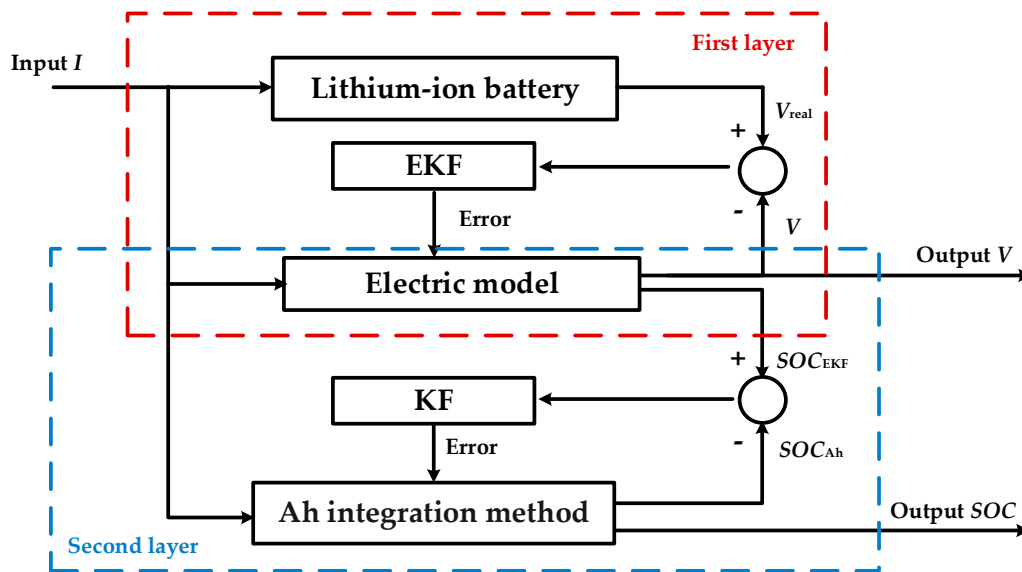 First layer
Input I
Lithium-ion battery
Vreal
+
EKF
-
Error
V
Output V
Electric model
+
SOCEKF
KF
Error
-
SOCAh
Ah integration method
Output SOC
Second layer